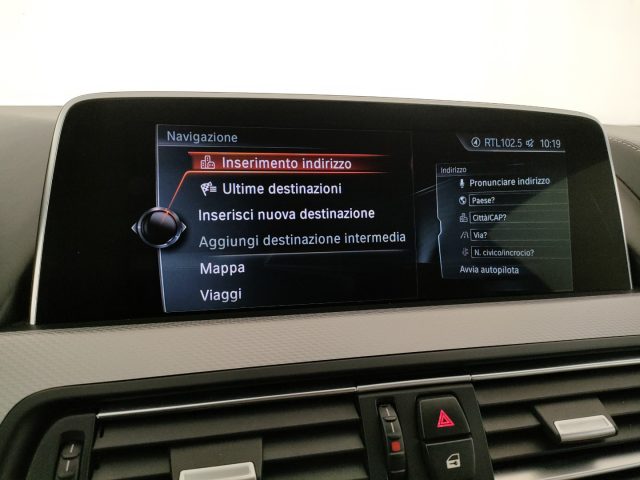 Navigazione
RTL102.5 10:19
Inserimento indirizzo
Ultime destinazioni
Inserisci nuova destinazione
Aggiungi destinazione intermedia
Mappa
Viaggi
Indirizzo
Pronunciare indirizzo
Paese?
Città/CAP?
Via?
N. civico/incrocio?
Avvia autopilota